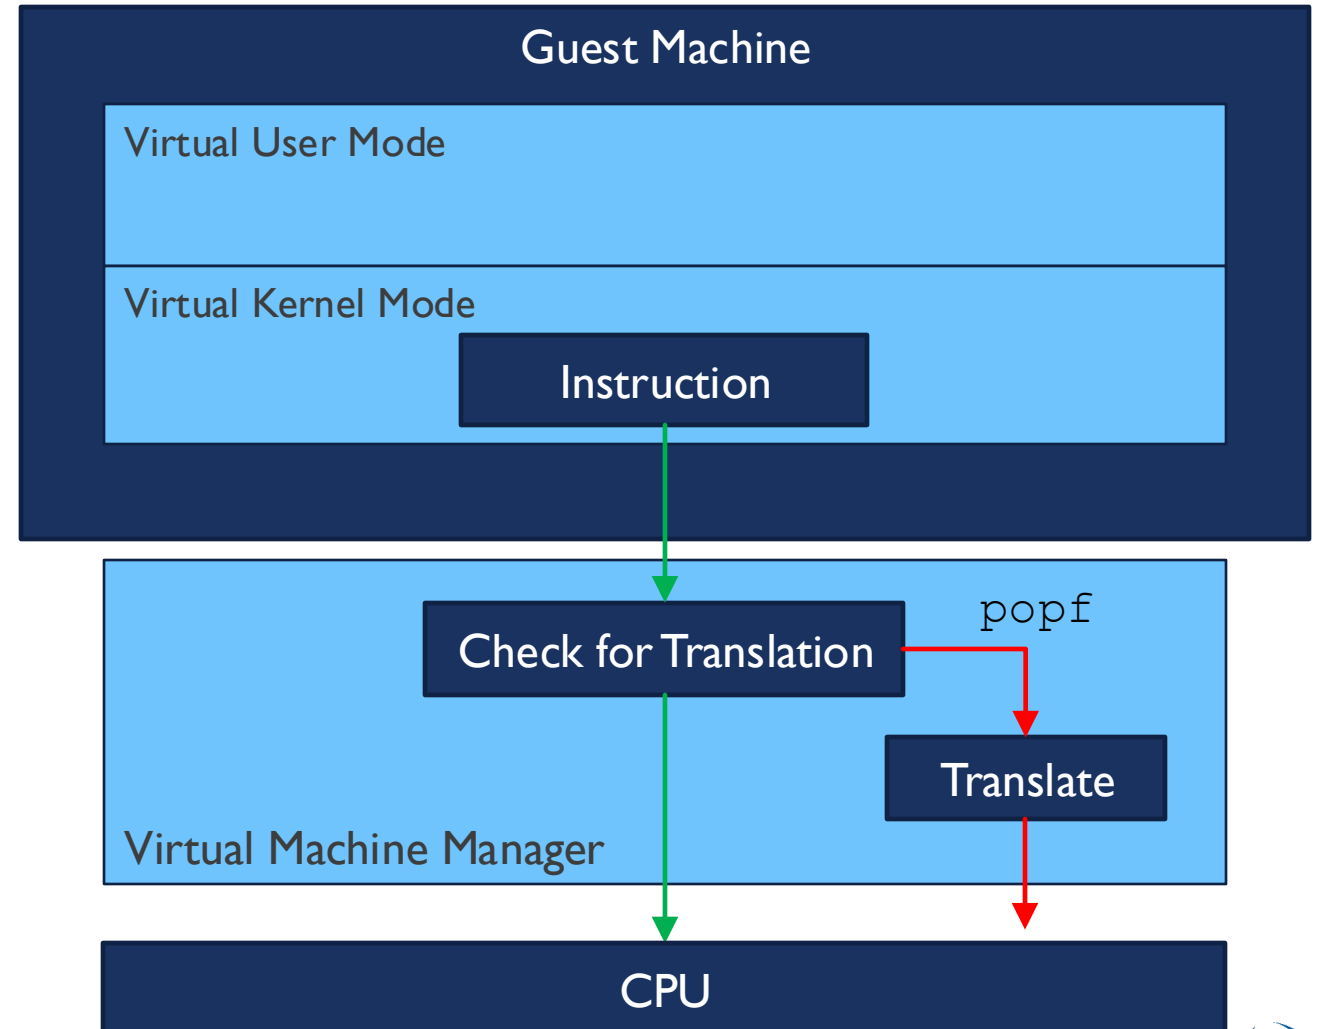 Guest Machine
Virtual User Mode
Virtual Kernel Mode
Instruction
popf
Check for Translation
Translate
Virtual Machine Manager
CPU